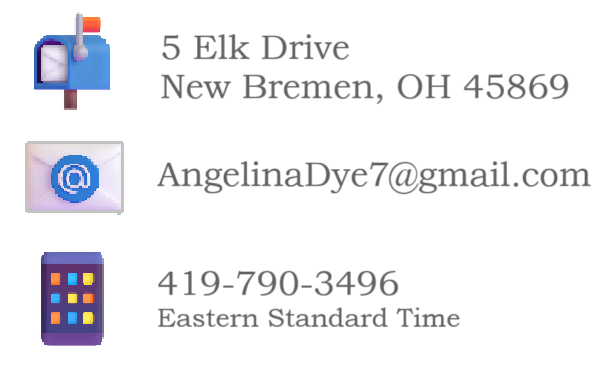 5 Elk Drive
New Bremen, OH 45869
@
AngelinaDye7@gmail.com
419-790-3496
Eastern Standard Time